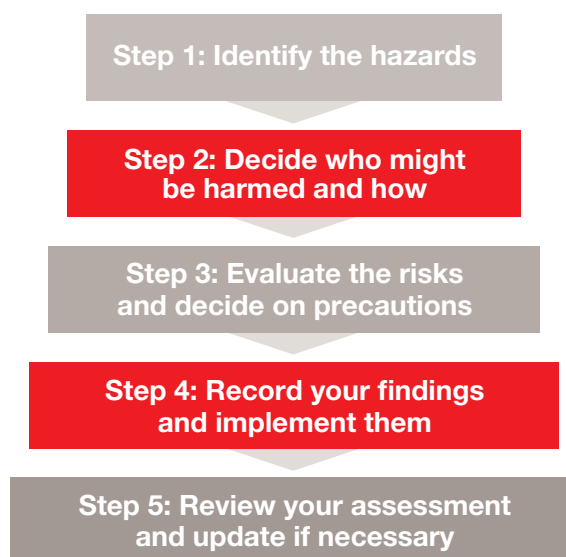 Step 1: Identify the hazards
Step 2: Decide who might
be harmed and how
Step 3: Evaluate the risks
and decide on precautions
Step 4: Record your findings
and implement them
Step 5: Review your assessment
and update if necessary